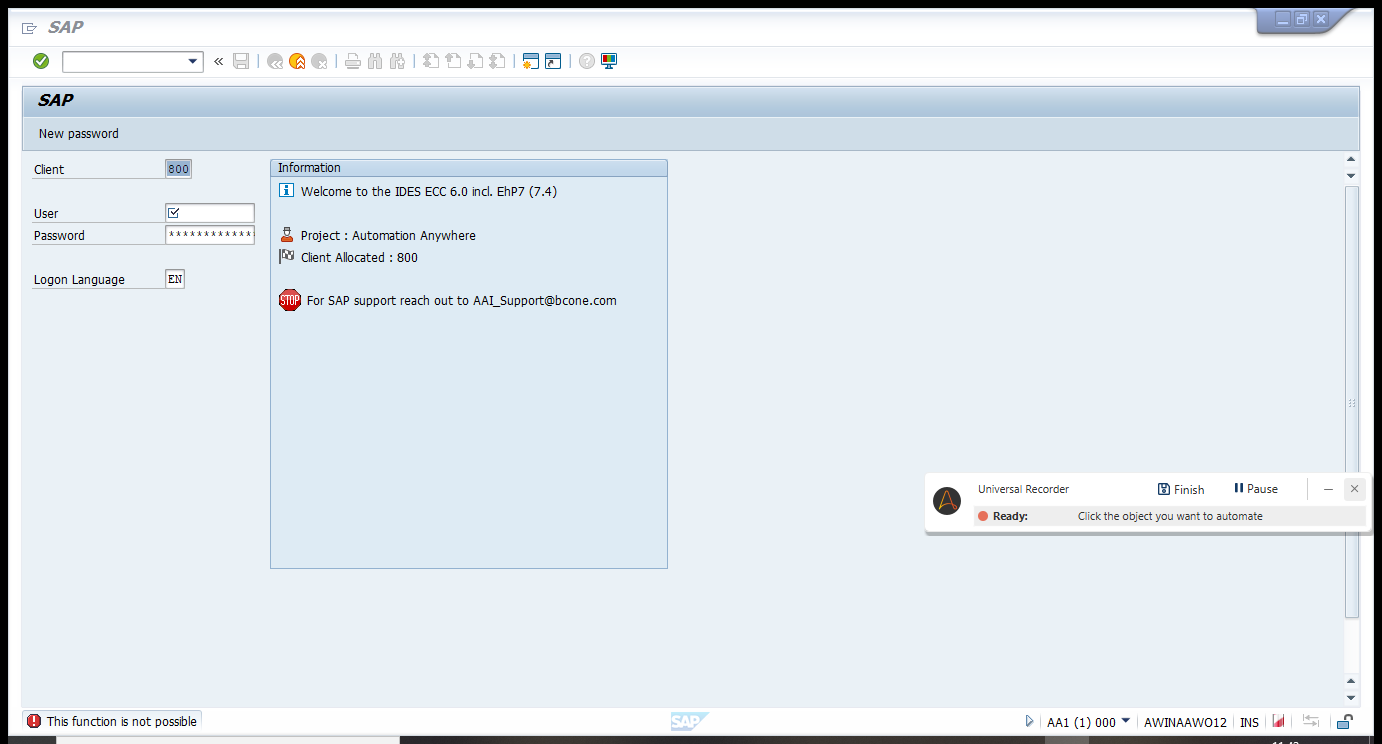 SAP
SAP
New password
Client 800
User
Password *************
Logon Language EN
Information
Welcome to the IDES ECC 6.0 incl. EhP7 (7.4)
Project : Automation Anywhere
Client Allocated : 800
STOP For SAP support reach out to AAI_Support@bcone.com
Universal Recorder Finish Pause
Ready: Click the object you want to automate
This function is not possible SAP AA1 (1) 000 AWINAAWO12 INS